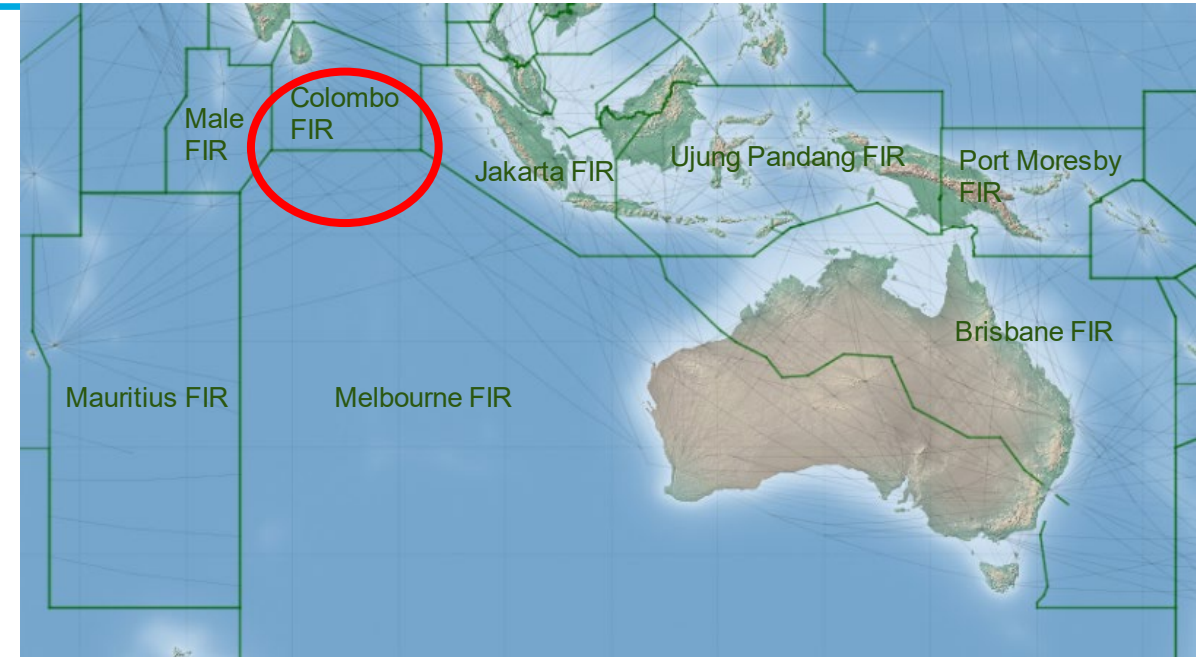 Male
FIR
Colombo
FIR
Jakarta FIR
Ujung Pandang FIR
Port Moresby
FIR
Brisbane FIR
Mauritius FIR
Melbourne FIR